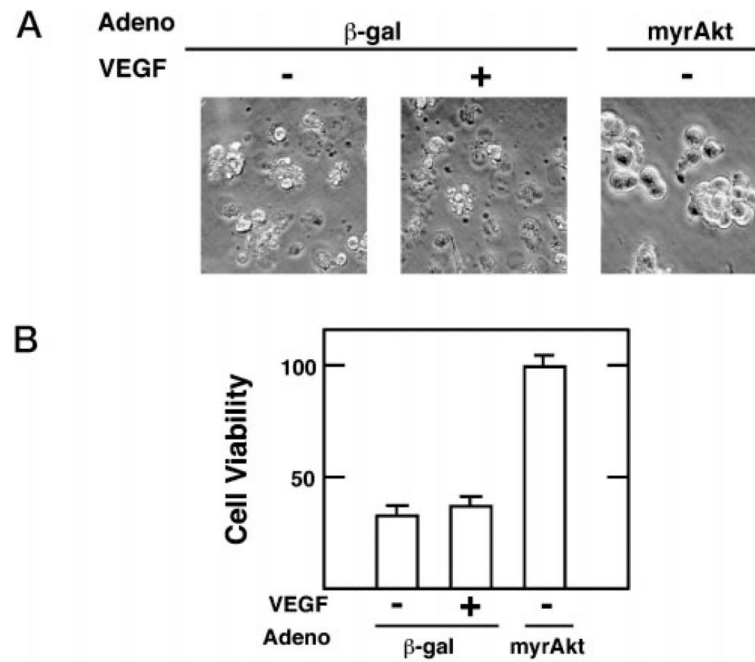 A
Adeno β-gal myrAkt
VEGF - + -
B
Cell Viability
100
50
VEGF - + -
Adeno β-gal myrAkt